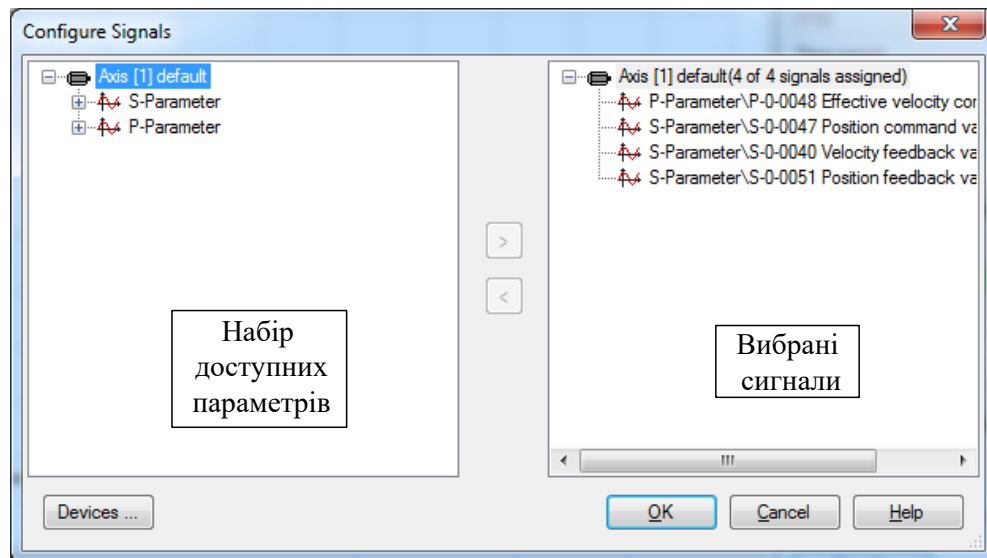 Configure Signals
Axis [1] default
S-Parameter
P-Parameter
Axis [1] default(4 of 4 signals assigned)
P-Parameter\P-0-0048 Effective velocity cor
S-Parameter\S-0-0047 Position command va
S-Parameter\S-0-0040 Velocity feedback va
S-Parameter\S-0-0051 Position feedback va
>
<
Набір
доступних
параметрів
Вибрані
сигнали
Devices ...
OK
Cancel
Help